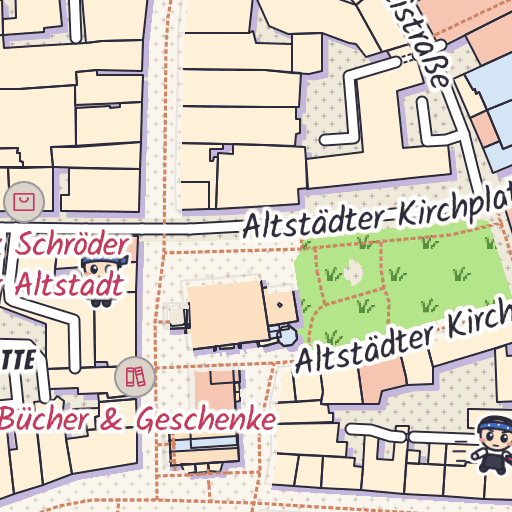 Altstädter-Kirchplat
Schröder
Altstadt
Altstädter Kirch
TTE
Bücher & Geschenke